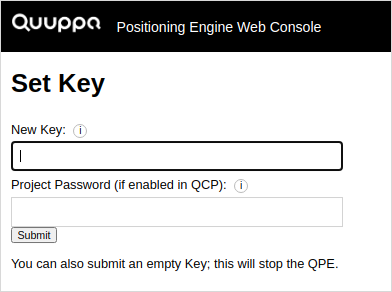 Quuppa Positioning Engine Web Console
Set Key
New Key: i
Project Password (if enabled in QCP): i
Submit
You can also submit an empty Key; this will stop the QPE.